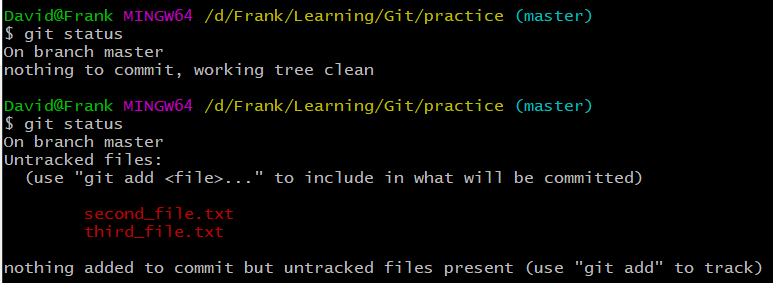 David@Frank MINGW64 /d/Frank/Learning/Git/practice (master)
$ git status
On branch master
nothing to commit, working tree clean
David@Frank MINGW64 /d/Frank/Learning/Git/practice (master)
$ git status
On branch master
Untracked files:
  (use "git add <file>..." to include in what will be committed)
        second_file.txt
        third_file.txt
nothing added to commit but untracked files present (use "git add" to track)